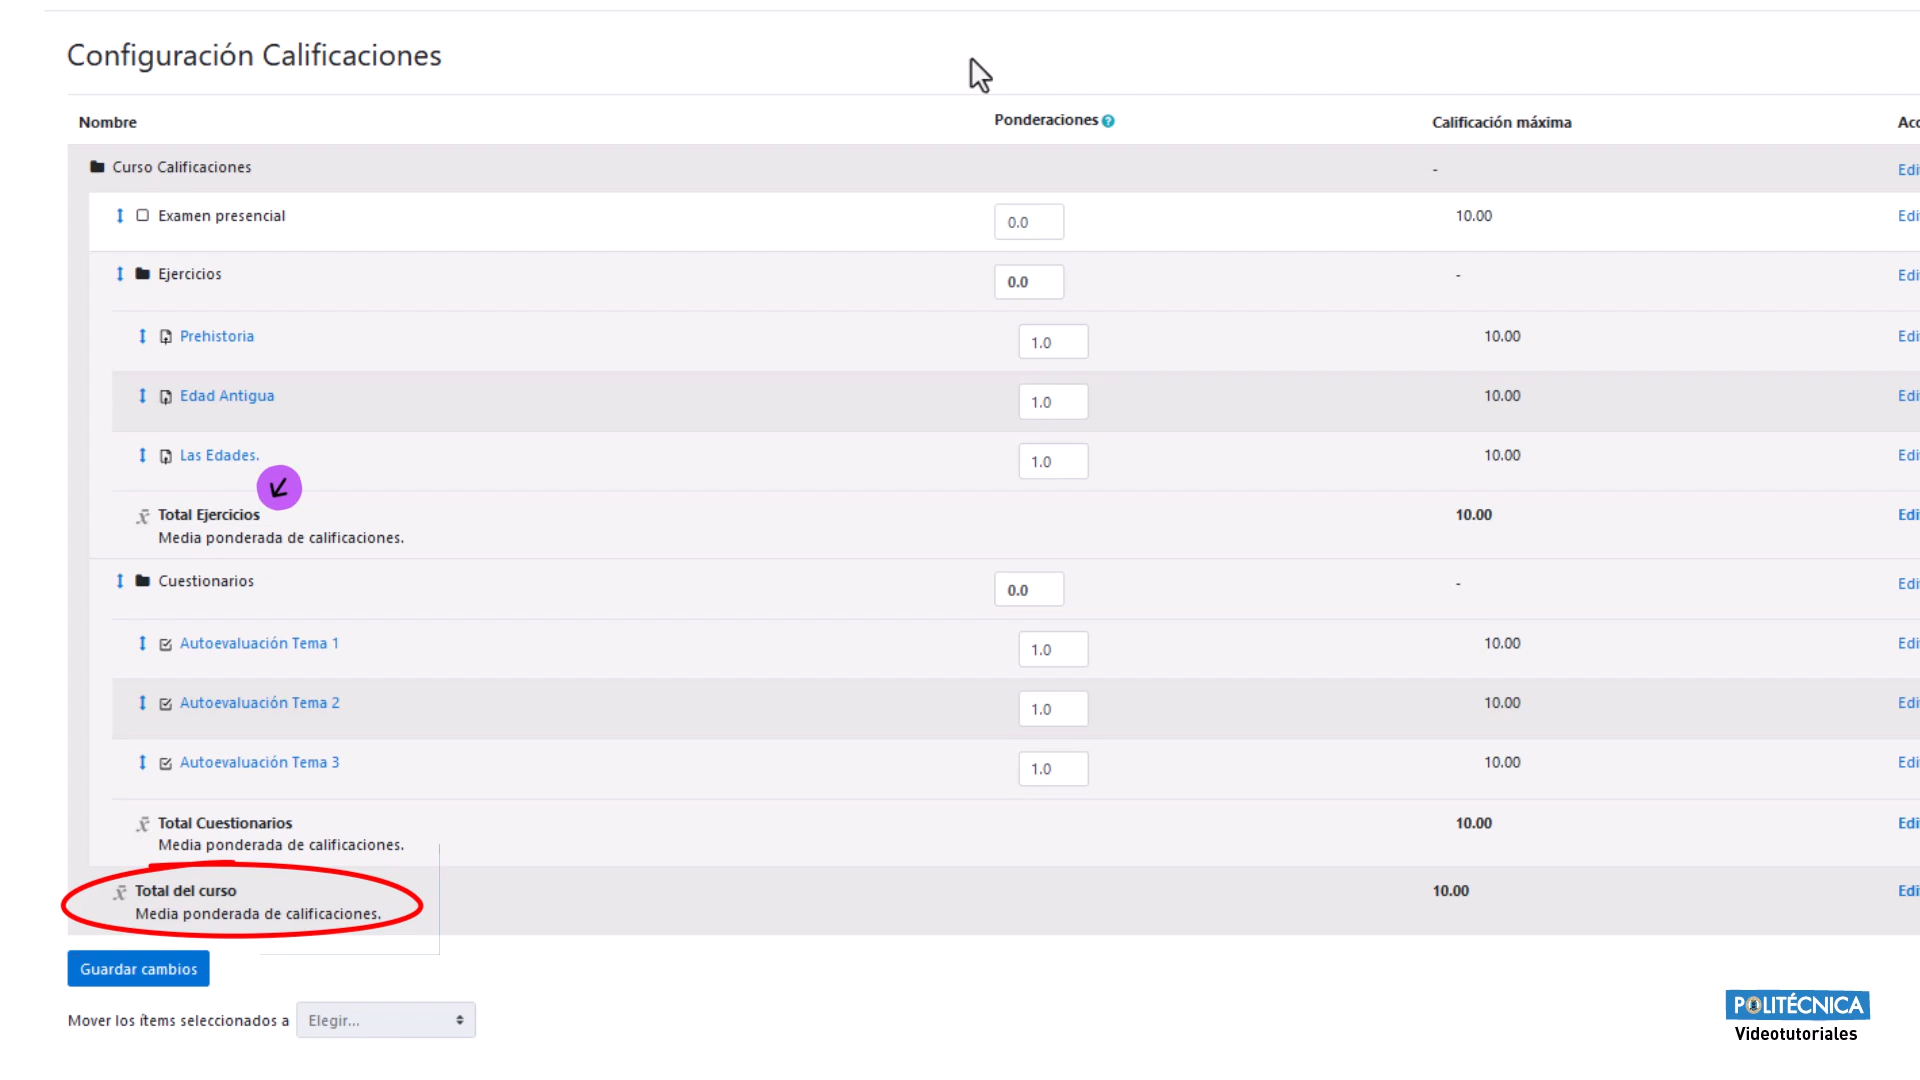 Configuración Calificaciones
Nombre Ponderaciones ? Calificación máxima
Curso Calificaciones -
Examen presencial 0.0 10.00
Ejercicios 0.0 -
Prehistoria 1.0 10.00
Edad Antigua 1.0 10.00
Las Edades. 1.0 10.00
Total Ejercicios 10.00
Media ponderada de calificaciones.
Cuestionarios 0.0 -
Autoevaluación Tema 1 1.0 10.00
Autoevaluación Tema 2 1.0 10.00
Autoevaluación Tema 3 1.0 10.00
Total Cuestionarios 10.00
Media ponderada de calificaciones.
Total del curso 10.00
Media ponderada de calificaciones.
Guardar cambios
Mover los ítems seleccionados a Elegir...
POLITÉCNICA
Videotutoriales